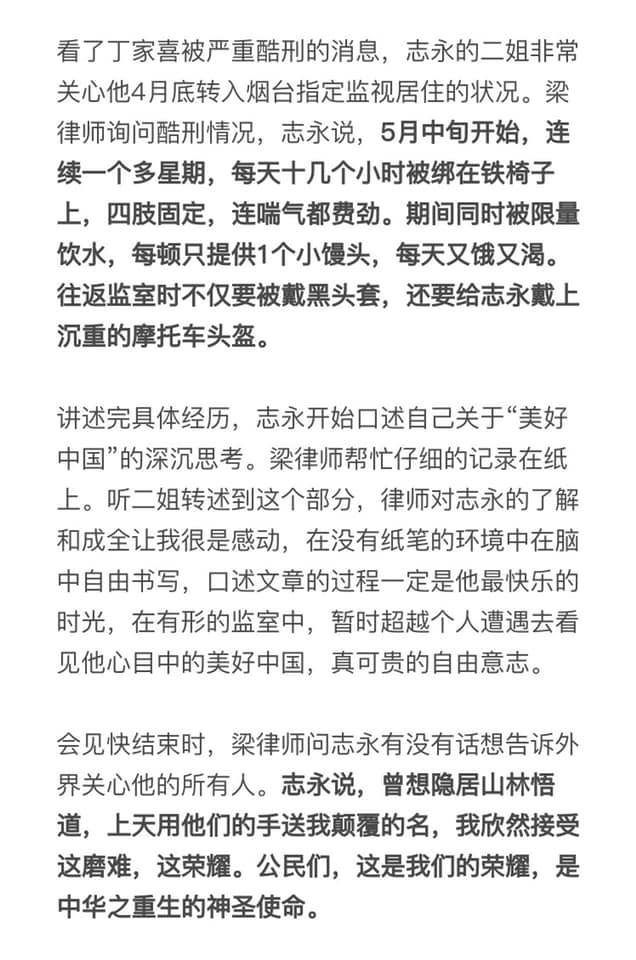 看了丁家喜被严重酷刑的消息，志永的二姐非常
关心他4月底转入烟台指定监视居住的状况。梁
律师询问酷刑情况，志永说，5月中旬开始，连
续一个多星期，每天十几个小时被绑在铁椅子
上，四肢固定，连喘气都费劲。期间同时被限量
饮水，每顿只提供1个小馒头，每天又饿又渴。
往返监室时不仅要被戴黑头套，还要给志永戴上
沉重的摩托车头盔。
讲述完具体经历，志永开始口述自己关于“美好
中国”的深沉思考。梁律师帮忙仔细的记录在纸
上。听二姐转述到这个部分，律师对志永的了解
和成全让我很是感动，在没有纸笔的环境中在脑
中自由书写，口述文章的过程一定是他最快乐的
时光，在有形的监室中，暂时超越个人遭遇去看
见他心目中的美好中国，真可贵的自由意志。
会见快结束时，梁律师问志永有没有话想告诉外
界关心他的所有人。志永说，曾想隐居山林悟
道，上天用他们的手送我颠覆的名，我欣然接受
这磨难，这荣耀。公民们，这是我们的荣耀，是
中华之重生的神圣使命。